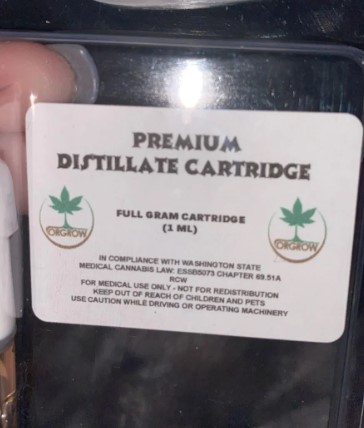 PREMIUM
DISTILLATE CARTRIDGE
FULL GRAM CARTRIDGE
(1 ML)
ORGROW
ORGROW
IN COMPLIANCE WITH WASHINGTON STATE
MEDICAL CANNABIS LAW: ESSB5073 CHAPTER 69.51A
RCW
FOR MEDICAL USE ONLY - NOT FOR REDISTRIBUTION
KEEP OUT OF REACH OF CHILDREN AND PETS
USE CAUTION WHILE DRIVING OR OPERATING MACHINERY